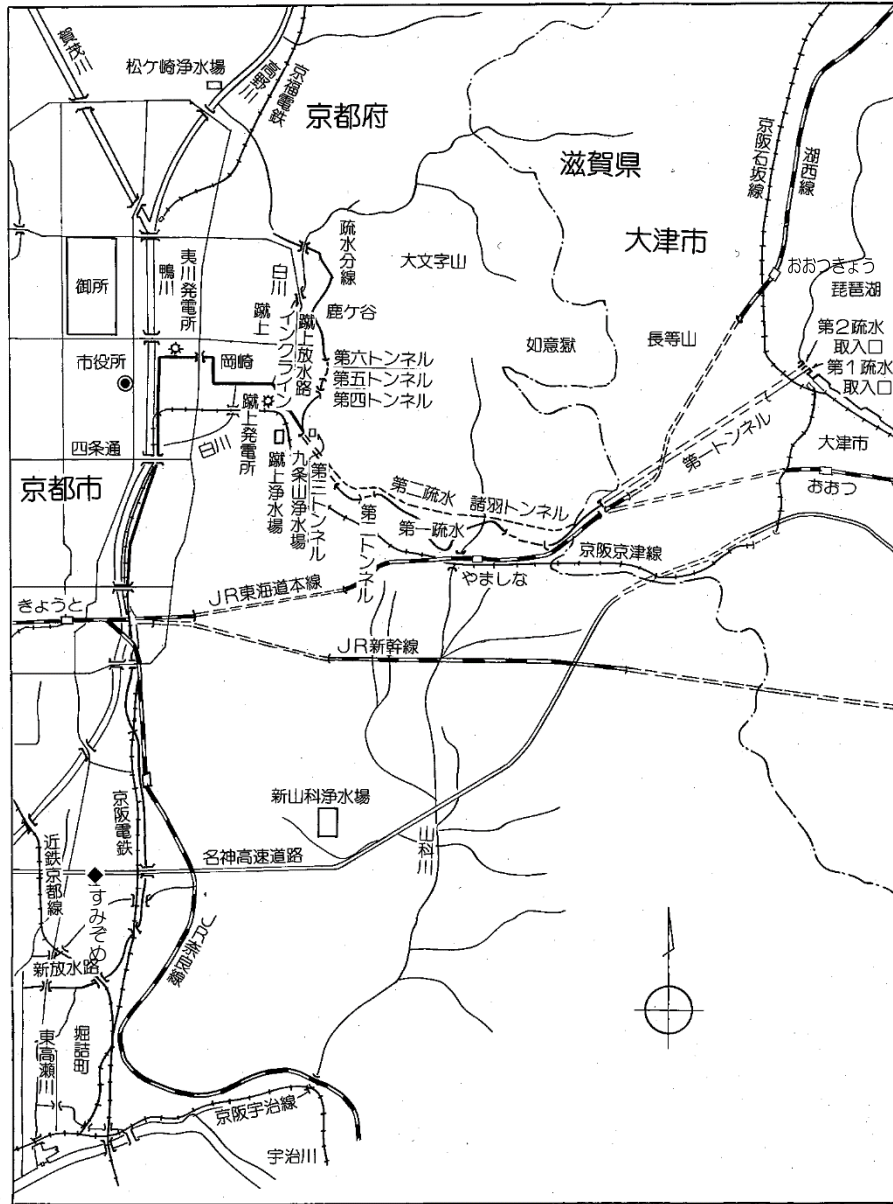 賀茂川
松ケ崎浄水場
高野川
京福電鉄
京都府
滋賀県
京阪石坂線
湖西線
大津市
疏水分線
大文字山
おおつきょう
琵琶湖
御所
鴨川
夷川発電所
白川
蹴上
インクライン
蹴上放水路
鹿ケ谷
如意獄
長等山
第2疏水
取入口
第1疏水
取入口
市役所
岡崎
第六トンネル
第五トンネル
第四トンネル
四条通
白川
蹴上発電所
蹴上浄水場
九条山浄水場
第三トンネル
第二疏水
諸羽トンネル
第一トンネル
大津市
おおつ
京都市
第一疏水
第二トンネル
京阪京津線
やましな
きょうと
JR東海道本線
JR新幹線
新山科浄水場
山科川
京阪電鉄
名神高速道路
近鉄京都線
すみぞめ
JR奈良線
新放水路
東高瀬川
堀詰町
京阪宇治線
宇治川